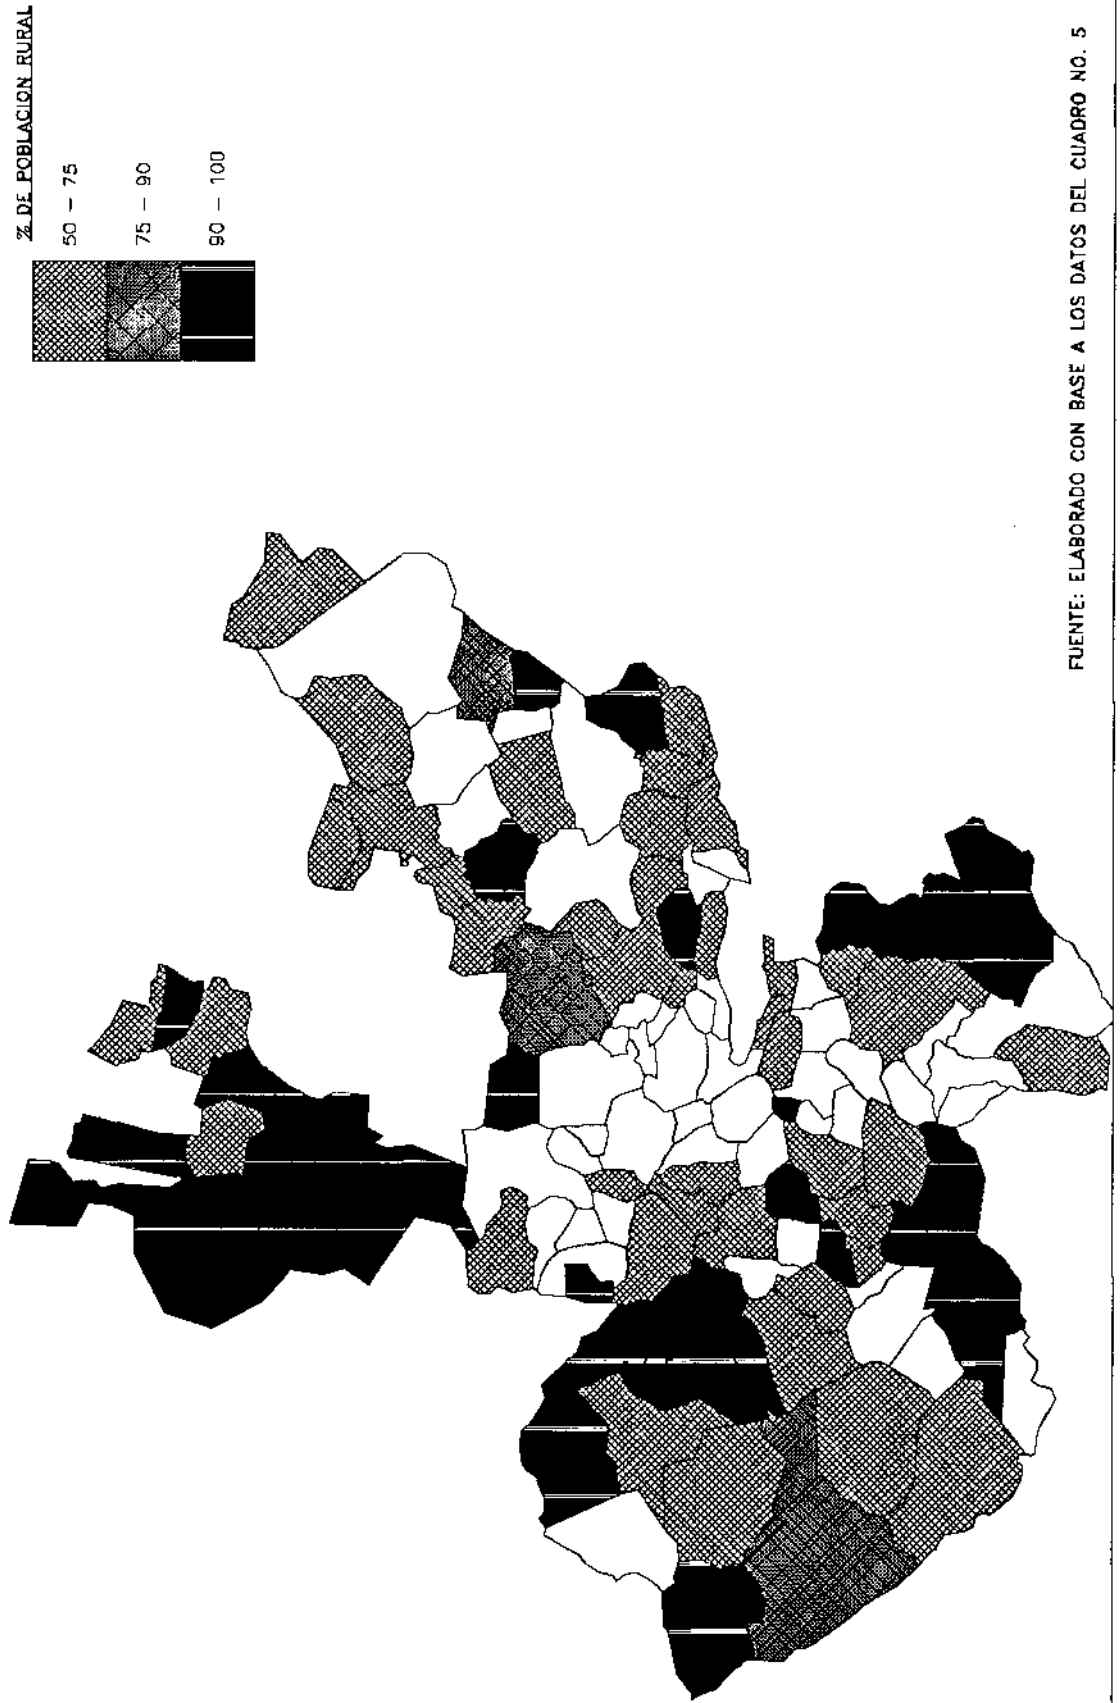 % DE POBLACION RURAL
50 – 75
75 – 90
90 – 100
FUENTE: ELABORADO CON BASE A LOS DATOS DEL CUADRO NO. 5